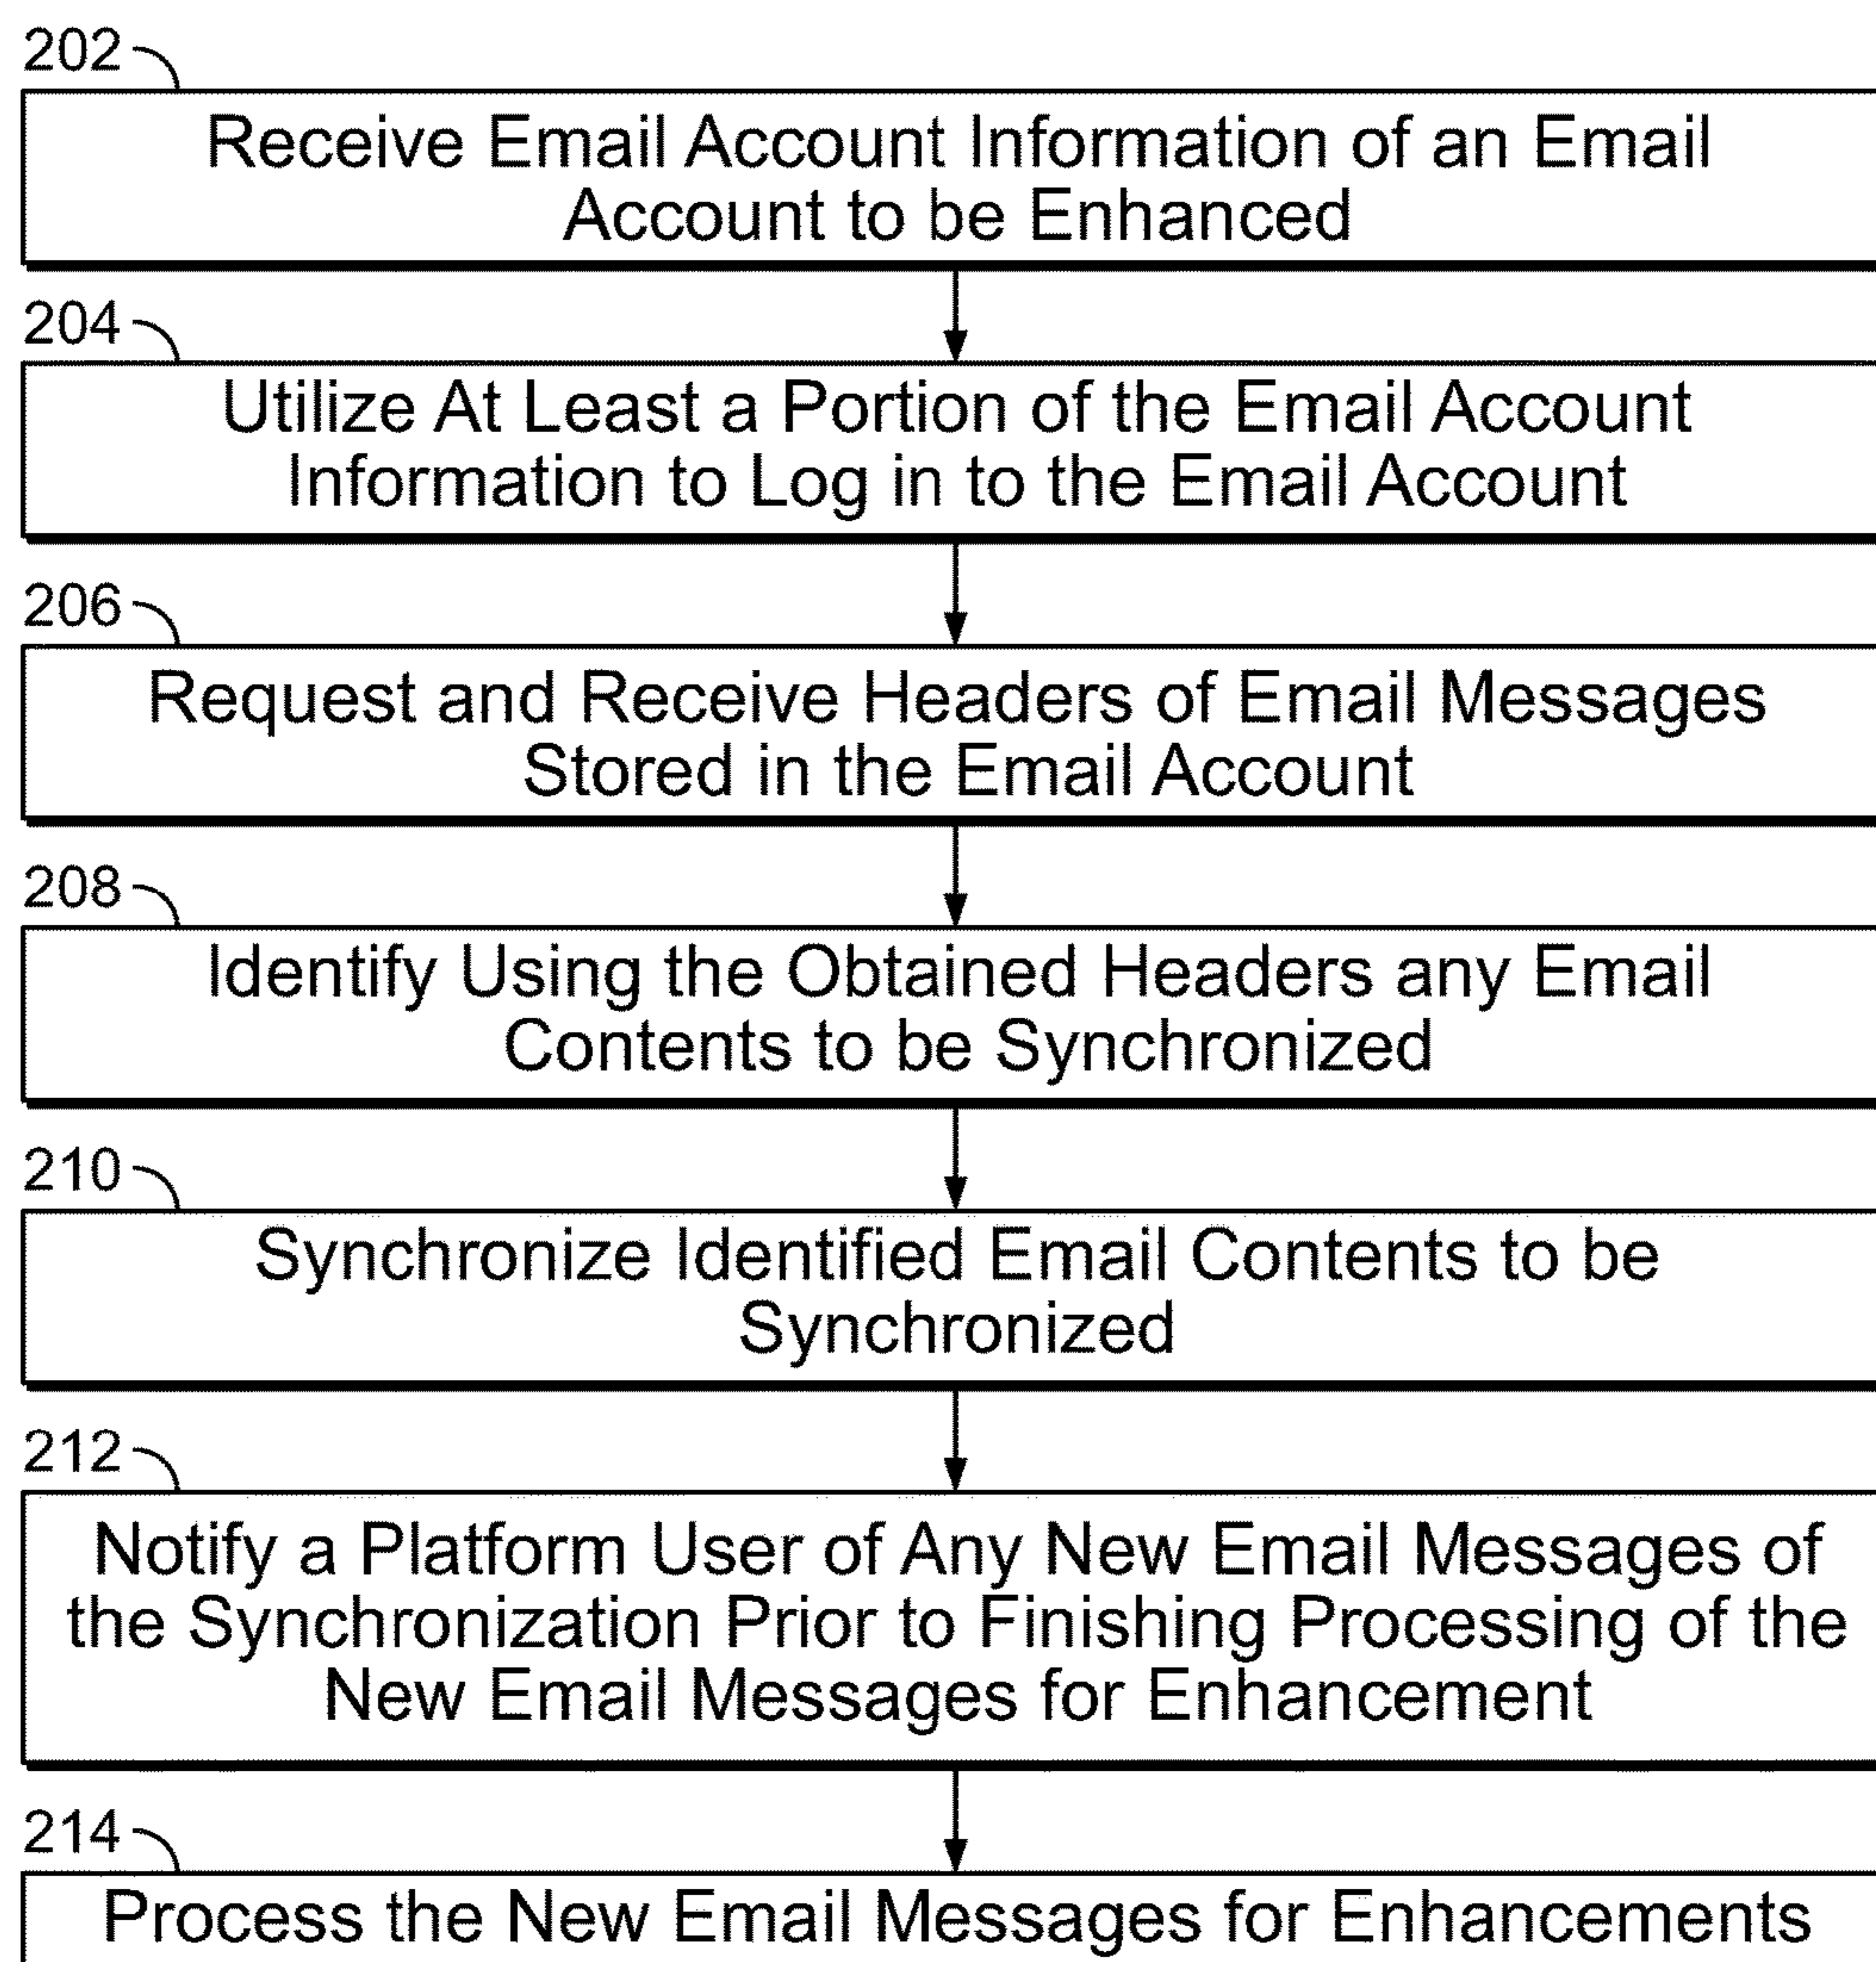 202
Receive Email Account Information of an Email
Account to be Enhanced
204
Utilize At Least a Portion of the Email Account
Information to Log in to the Email Account
206
Request and Receive Headers of Email Messages
Stored in the Email Account
208
Identify Using the Obtained Headers any Email
Contents to be Synchronized
210
Synchronize Identified Email Contents to be
Synchronized
212
Notify a Platform User of Any New Email Messages of
the Synchronization Prior to Finishing Processing of the
New Email Messages for Enhancement
214
Process the New Email Messages for Enhancements